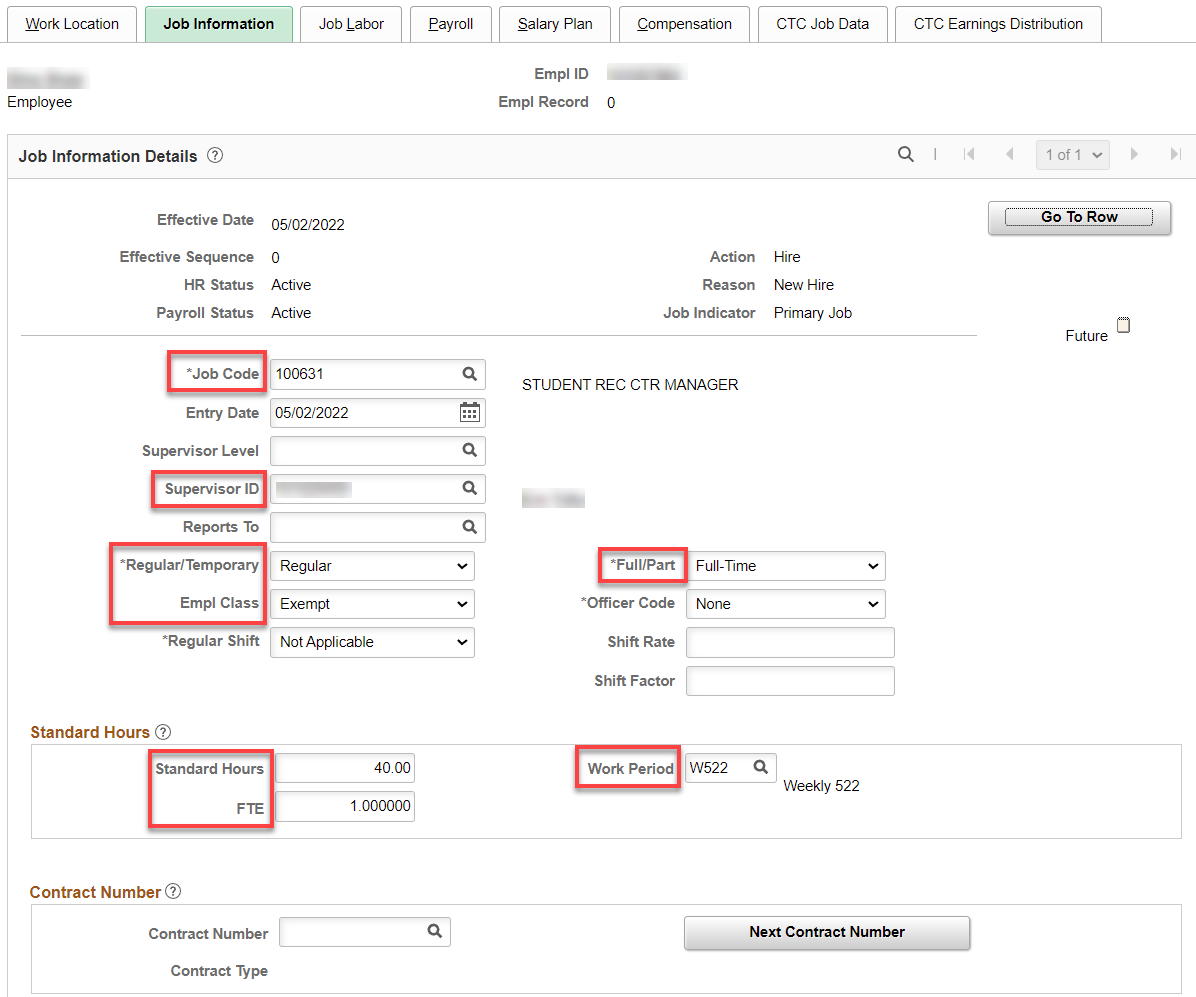 Work Location Job Information Job Labor Payroll Salary Plan Compensation CTC Job Data CTC Earnings Distribution
Empl ID
Employee Empl Record 0
Job Information Details ? | 1 of 1
Effective Date 05/02/2022 Go To Row
Effective Sequence 0 Action Hire
HR Status Active Reason New Hire
Payroll Status Active Job Indicator Primary Job
Future
*Job Code 100631 STUDENT REC CTR MANAGER
Entry Date 05/02/2022
Supervisor Level
Supervisor ID
Reports To
*Regular/Temporary Regular *Full/Part Full-Time
Empl Class Exempt *Officer Code None
*Regular Shift Not Applicable Shift Rate
Shift Factor
Standard Hours ?
Standard Hours 40.00 Work Period W522 Weekly 522
FTE 1.000000
Contract Number ?
Contract Number Next Contract Number
Contract Type